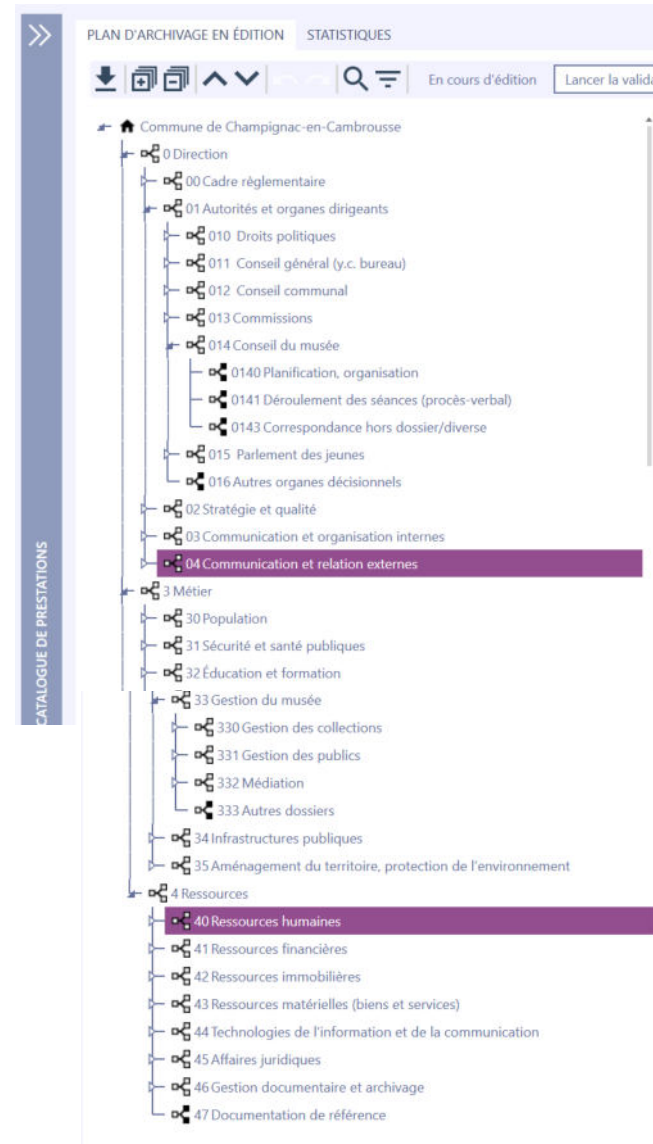 PLAN D'ARCHIVAGE EN ÉDITION STATISTIQUES
En cours d'édition Lancer la valida
Commune de Champignac-en-Cambrousse
0 Direction
00 Cadre règlementaire
01 Autorités et organes dirigeants
010 Droits politiques
011 Conseil général (y.c. bureau)
012 Conseil communal
013 Commissions
014 Conseil du musée
0140 Planification, organisation
0141 Déroulement des séances (procès-verbal)
0143 Correspondance hors dossier/diverse
015 Parlement des jeunes
016 Autres organes décisionnels
02 Stratégie et qualité
03 Communication et organisation internes
04 Communication et relation externes
3 Métier
30 Population
31 Sécurité et santé publiques
32 Éducation et formation
33 Gestion du musée
330 Gestion des collections
331 Gestion des publics
332 Médiation
333 Autres dossiers
34 Infrastructures publiques
35 Aménagement du territoire, protection de l'environnement
4 Ressources
40 Ressources humaines
41 Ressources financières
42 Ressources immobilières
43 Ressources matérielles (biens et services)
44 Technologies de l'information et de la communication
45 Affaires juridiques
46 Gestion documentaire et archivage
47 Documentation de référence
CATALOGUE DE PRESTATIONS